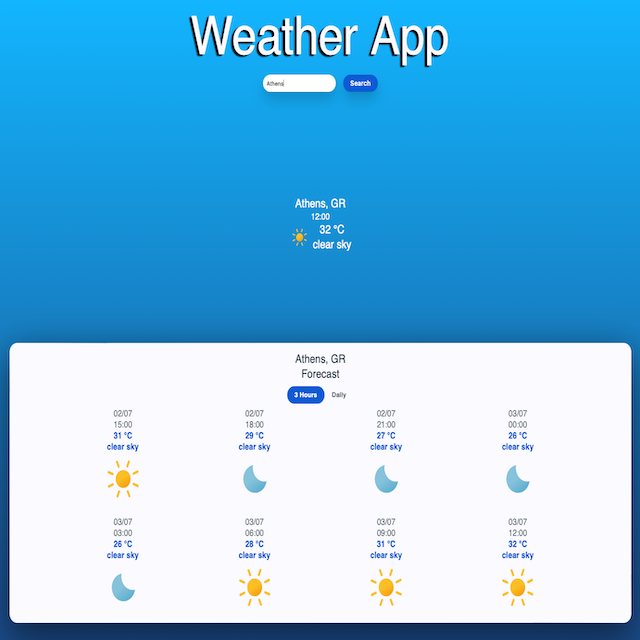 Weather App
Athens
Search
Athens, GR
12:00
32 °C
clear sky
Athens, GR
Forecast
3 Hours Daily
02/07 02/07 02/07 03/07
15:00 18:00 21:00 00:00
31 °C 29 °C 27 °C 26 °C
clear sky clear sky clear sky clear sky
03/07 03/07 03/07 03/07
03:00 06:00 09:00 12:00
26 °C 28 °C 31 °C 32 °C
clear sky clear sky clear sky clear sky